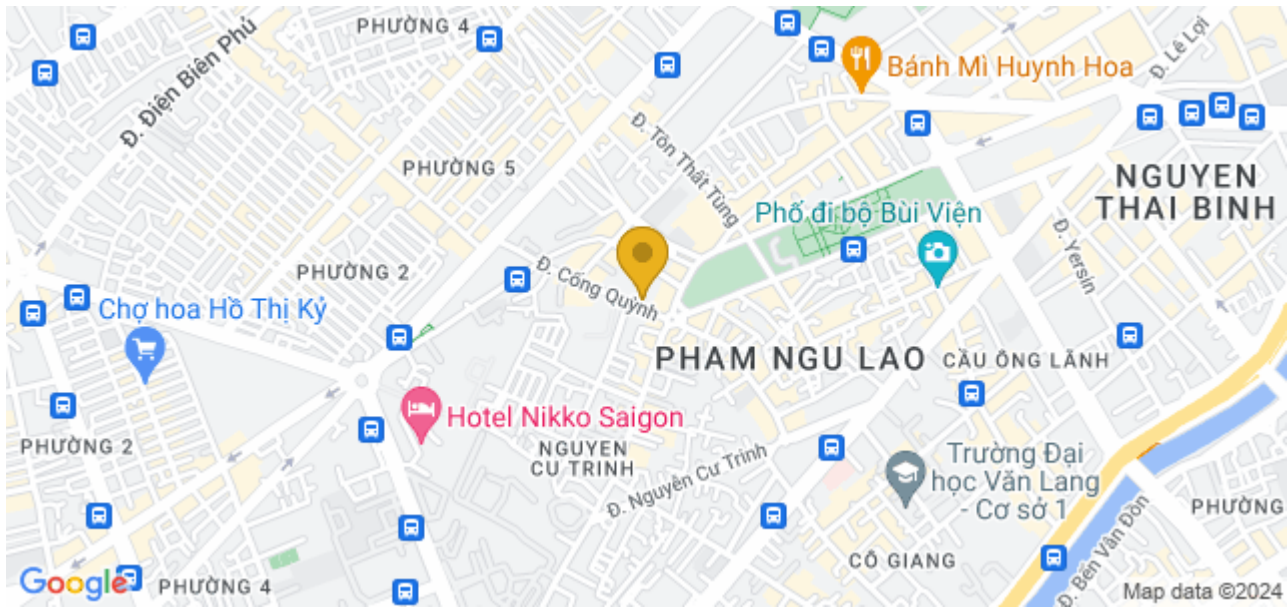 PHƯỜNG 4
Đ. Lê Lợi
Bánh Mì Huynh Hoa
Đ. Điện Biên Phủ
Đ. Tôn Thất Tùng
PHƯỜNG 5
NGUYEN
THAI BINH
Phố đi bộ Bùi Viện
Đ. Yersin
PHƯỜNG 2
Đ. Cống Quỳnh
Chợ hoa Hồ Thị Kỷ
PHAM NGU LAO
CẦU ÔNG LÃNH
Hotel Nikko Saigon
PHƯỜNG 2
NGUYEN
CU TRINH
Trường Đại
học Văn Lang
- Cơ sở 1
Đ. Nguyễn Cư Trinh
PHƯỜNG
CÔ GIANG
Đ. Bến Vân Đồn
Google
PHƯỜNG 4
Map data ©2024